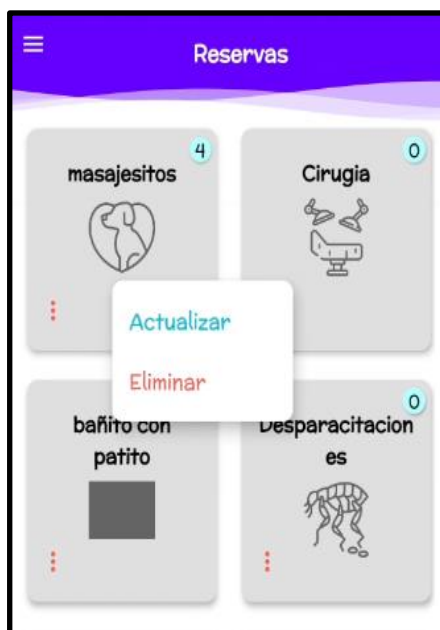 Reservas
4
masajesitos
0
Cirugia
Actualizar
Eliminar
bañito con
patito
0
Desparacitacion
es